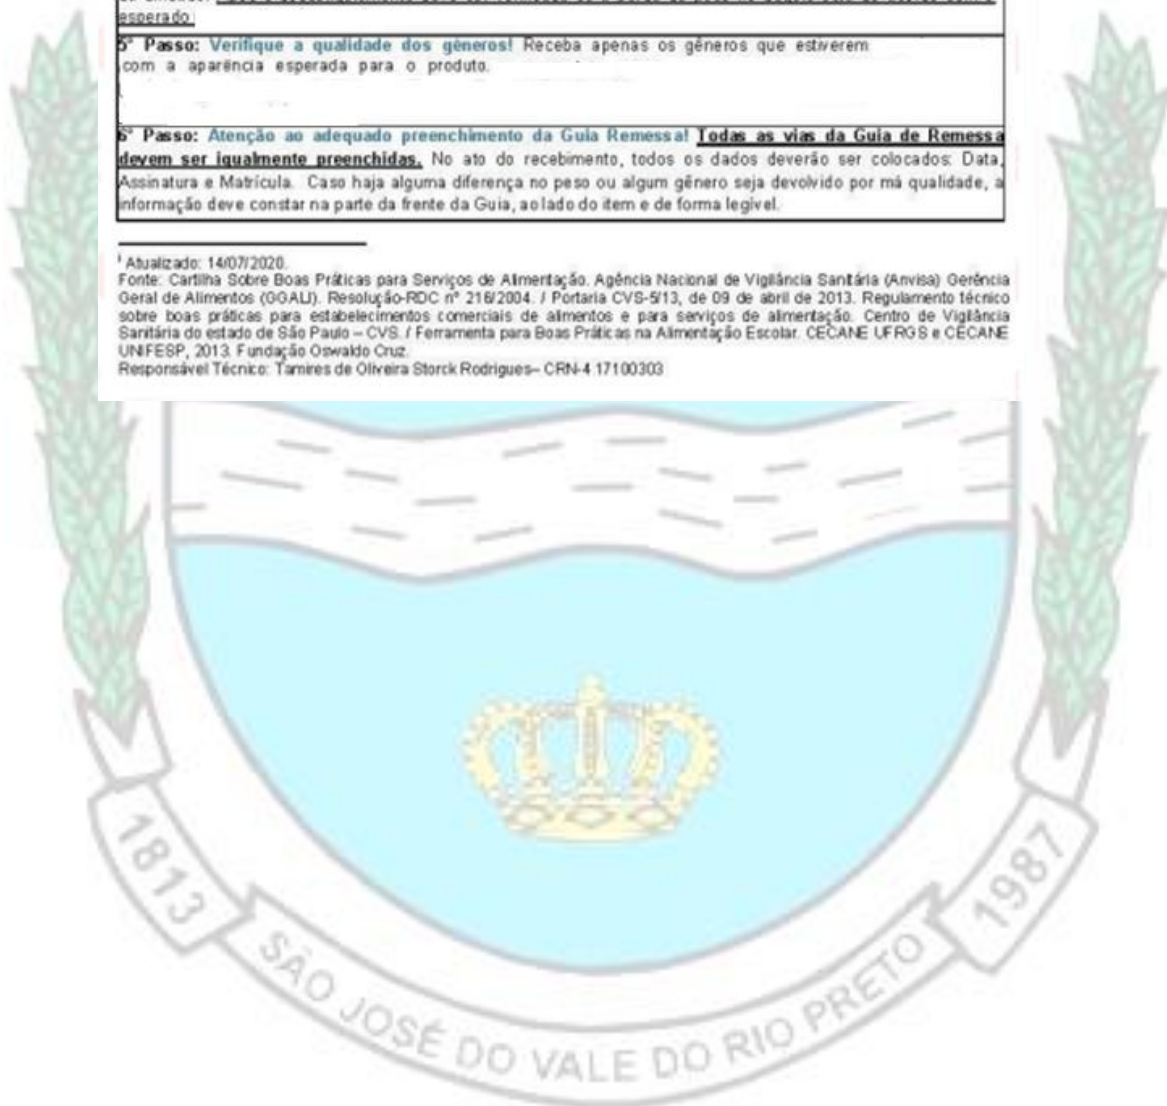 esperado.
5º Passo: Verifique a qualidade dos gêneros! Receba apenas os gêneros que estiverem
com a aparência esperada para o produto.
6º Passo: Atenção ao adequado preenchimento da Guia Remessa! Todas as vias da Guia de Remessa
devem ser igualmente preenchidas. No ato do recebimento, todos os dados deverão ser colocados: Data,
Assinatura e Matrícula. Caso haja alguma diferença no peso ou algum gênero seja devolvido por má qualidade, a
informação deve constar na parte da frente da Guia, ao lado do item e de forma legível.
¹ Atualizado: 14/07/2020.
Fonte: Cartilha Sobre Boas Práticas para Serviços de Alimentação. Agência Nacional de Vigilância Sanitária (Anvisa) Gerência
Geral de Alimentos (GGALI). Resolução-RDC nº 216/2004. / Portaria CVS-5/13, de 09 de abril de 2013. Regulamento técnico
sobre boas práticas para estabelecimentos comerciais de alimentos e para serviços de alimentação. Centro de Vigilância
Sanitária do estado de São Paulo – CVS. / Ferramenta para Boas Práticas na Alimentação Escolar. CECANE UFRGS e CECANE
UNIFESP, 2013. Fundação Oswaldo Cruz.
Responsável Técnico: Tamires de Oliveira Storck Rodrigues– CRN-4 17100303
1813
SÃO JOSÉ DO VALE DO RIO PRETO
1987